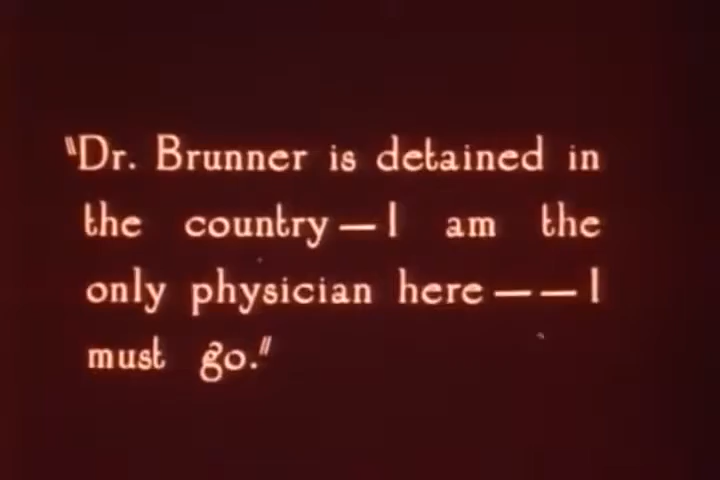 "Dr. Brunner is detained in
the country — I am the
only physician here — — I
must go."